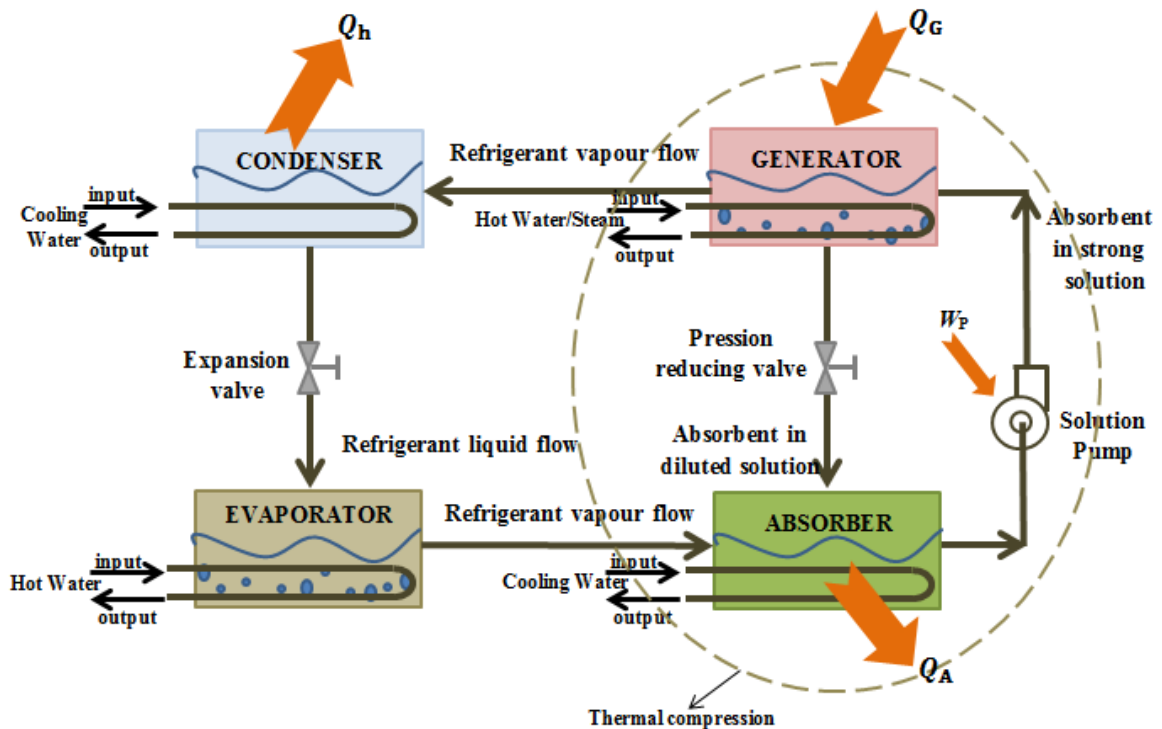 Qh
QG
CONDENSER
Refrigerant vapour flow
GENERATOR
input
Cooling
Water
output
input
Hot Water/Steam
output
Absorbent
in strong
solution
Expansion
valve
Pression
reducing valve
WP
Solution
Pump
Refrigerant liquid flow
Absorbent in
diluted solution
EVAPORATOR
Refrigerant vapour flow
ABSORBER
input
Hot Water
output
input
Cooling Water
output
QA
Thermal compression